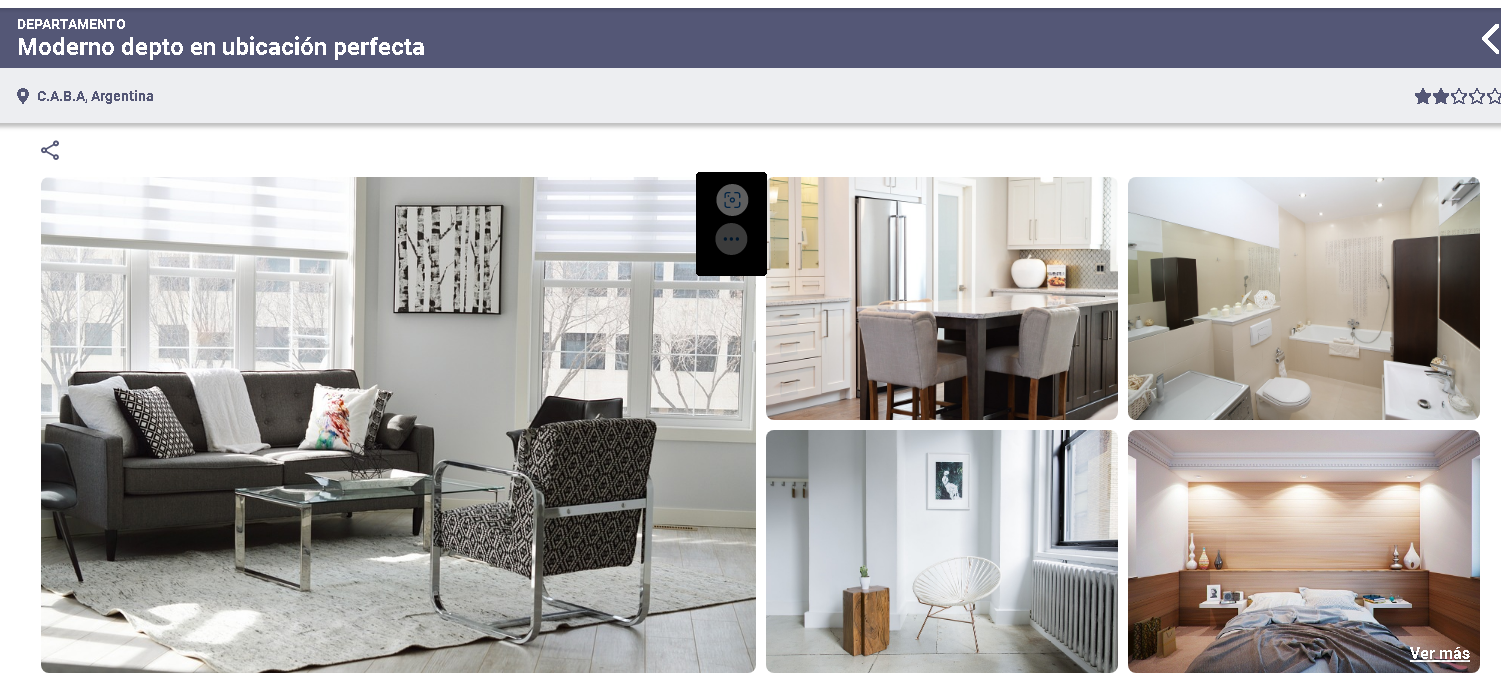 DEPARTAMENTO
Moderno depto en ubicación perfecta
C.A.B.A, Argentina
Ver más